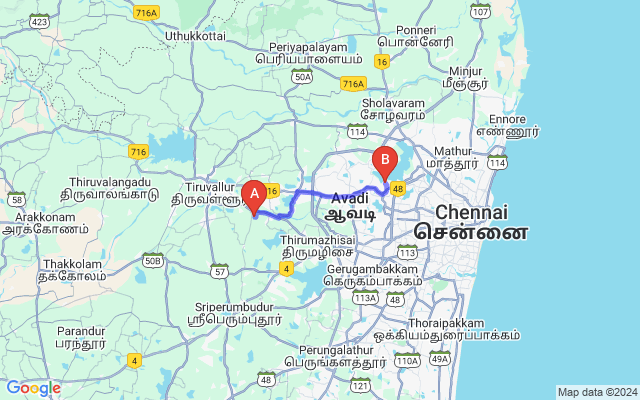 423
716A
107
Ponneri
பொன்னேரி
Uthukkottai
Periyapalayam
பெரியபாளையம்
16
50A
716A
Minjur
மீஞ்சூர்
Sholavaram
சோழவரம்
Ennore
எண்ணூர்
114
Mathur
மாத்தூர்
114
716
Tiruvalangadu
திருவாலங்காடு
Tiruvallur
திருவள்ளூர்
A
16
B
48
58
Arakkonam
அரக்கோணம்
Avadi
ஆவடி
Chennai
சென்னை
Thirumazhisai
திருமழிசை
113
Thakkolam
தக்கோலம்
50B
57
4
Gerugambakkam
கெருகம்பாக்கம்
113
113A
48
Sriperumbudur
ஸ்ரீபெரும்புதூர்
Thoraipakkam
ஒக்கியம்துரைப்பாக்கம்
Parandur
பரந்தூர்
4
Perungalathur
பெருங்களத்தூர்
48
110A
49A
Google
Map data ©2024